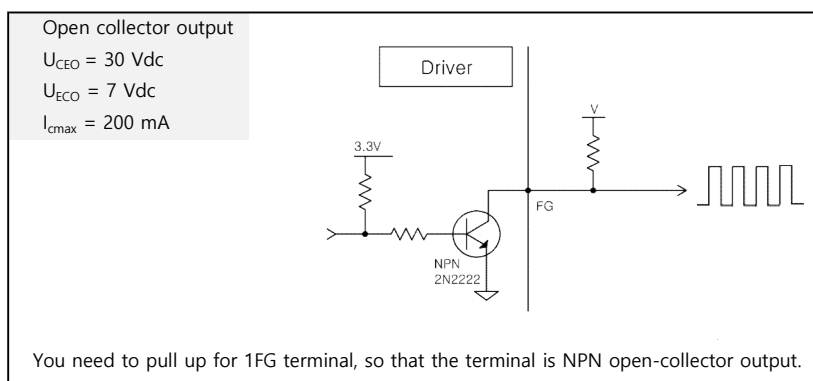 Open collector output
UCEO = 30 Vdc
UECO = 7 Vdc
Icmax = 200 mA
Driver
V
3.3V
FG
NPN
2N2222
You need to pull up for 1FG terminal, so that the terminal is NPN open-collector output.